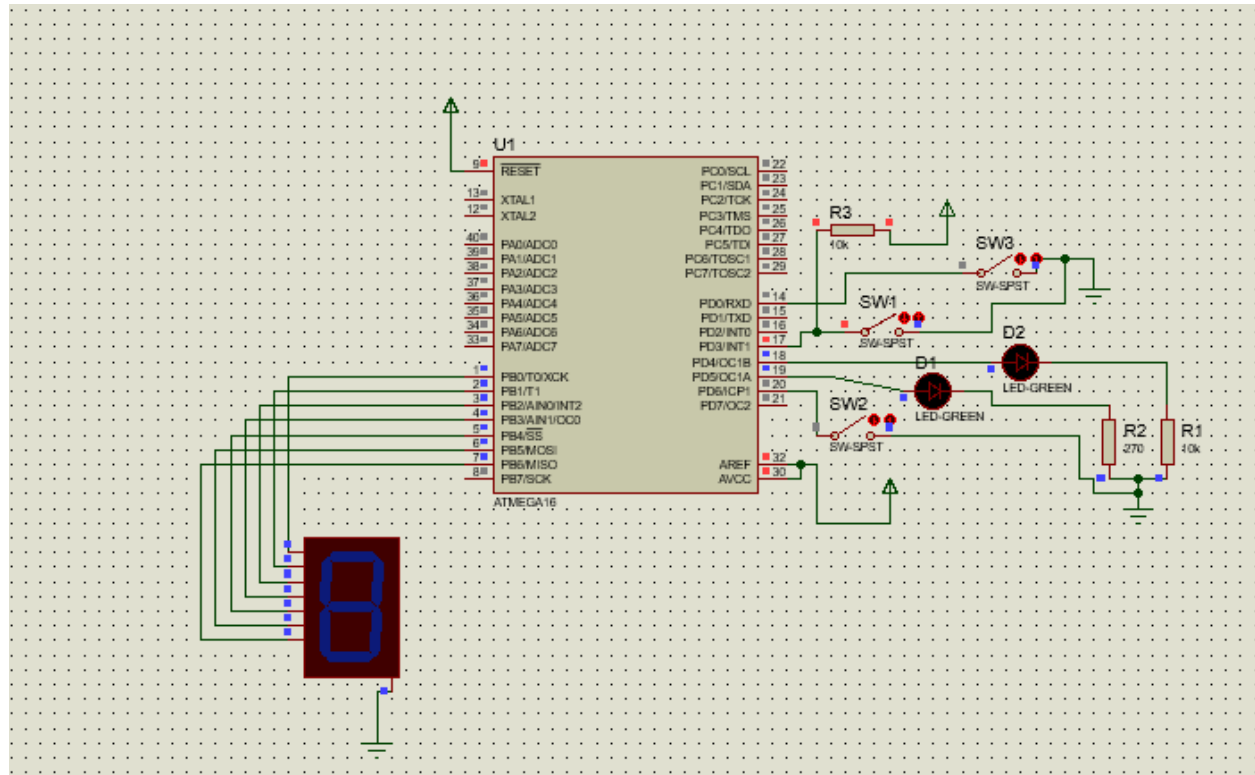 U1
9 RESET
13 XTAL1
12 XTAL2
40 PA0/ADC0
39 PA1/ADC1
38 PA2/ADC2
37 PA3/ADC3
36 PA4/ADC4
35 PA5/ADC5
34 PA6/ADC6
33 PA7/ADC7
1 PB0/T0/XCK
2 PB1/T1
3 PB2/AIN0/INT2
4 PB3/AIN1/OC0
5 PB4/SS
6 PB5/MOSI
7 PB6/MISO
8 PB7/SCK
PC0/SCL 22
PC1/SDA 23
PC2/TCK 24
PC3/TMS 25
PC4/TDO 26
PC5/TDI 27
PC6/TOSC1 28
PC7/TOSC2 29
PD0/RXD 14
PD1/TXD 15
PD2/INT0 16
PD3/INT1 17
PD4/OC1B 18
PD5/OC1A 19
PD6/ICP1 20
PD7/OC2 21
AREF 32
AVCC 30
ATMEGA16
R3
10k
SW3
SW-SPST
SW1
SW-SPST
D2
LED-GREEN
D1
LED-GREEN
SW2
SW-SPST
R2
270
R1
10k